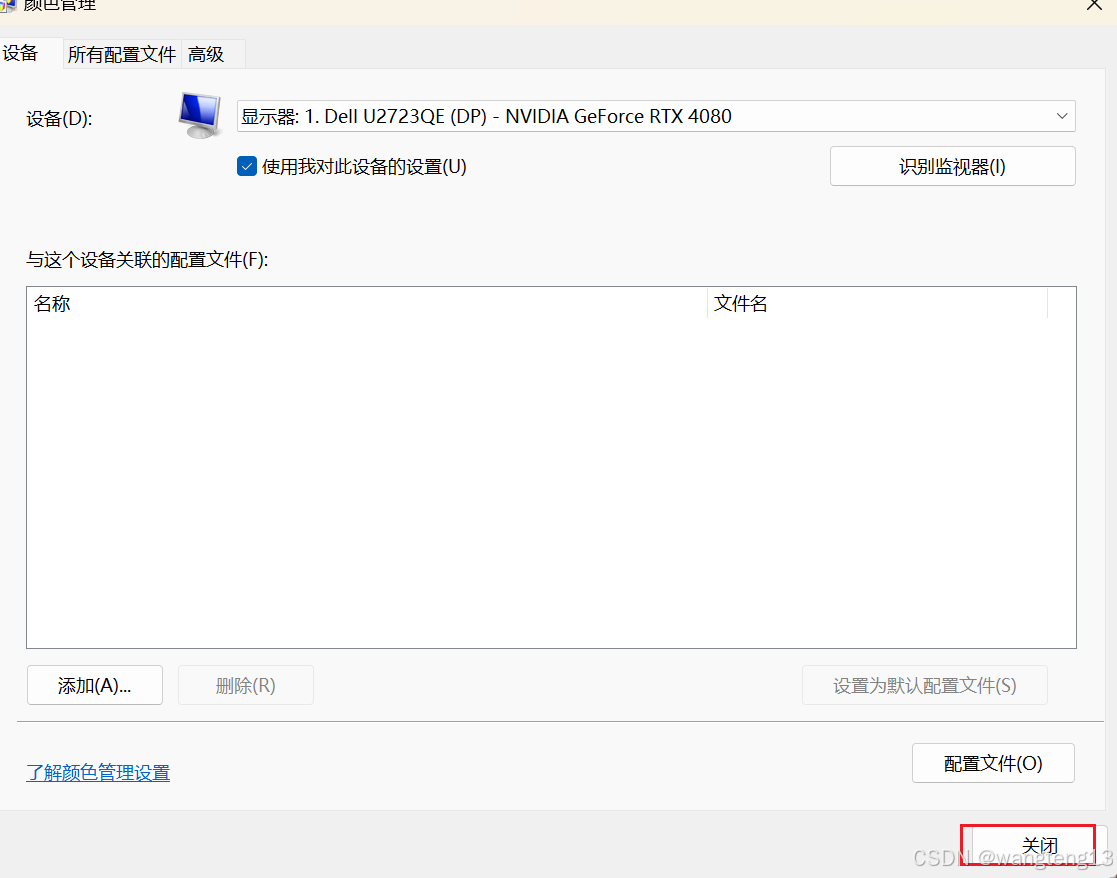 颜色管理
设备 所有配置文件 高级
设备(D): 显示器: 1. Dell U2723QE (DP) - NVIDIA GeForce RTX 4080
使用我对此设备的设置(U) 识别监视器(I)
与这个设备关联的配置文件(F):
名称 文件名
添加(A)... 删除(R) 设置为默认配置文件(S)
了解颜色管理设置 配置文件(O)
关闭
CSDN @wangteng13